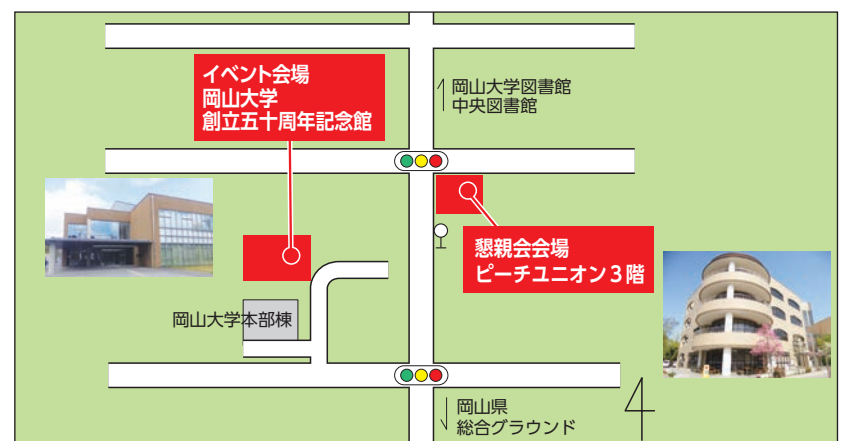 イベント会場
岡山大学
創立五十周年記念館
岡山大学図書館
中央図書館
懇親会会場
ピーチユニオン3階
岡山大学本部棟
岡山県
総合グラウンド